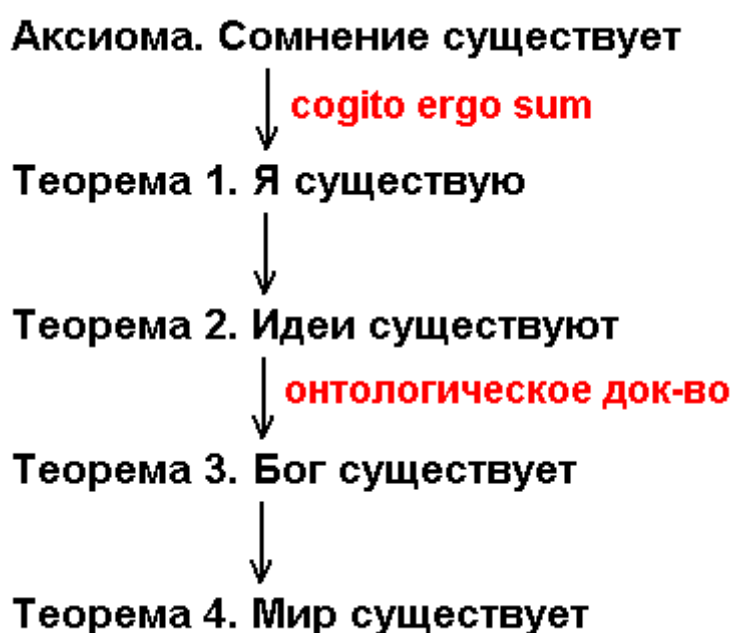 Аксиома. Сомнение существует
cogito ergo sum
Теорема 1. Я существую
Теорема 2. Идеи существуют
онтологическое док-во
Теорема 3. Бог существует
Теорема 4. Мир существует